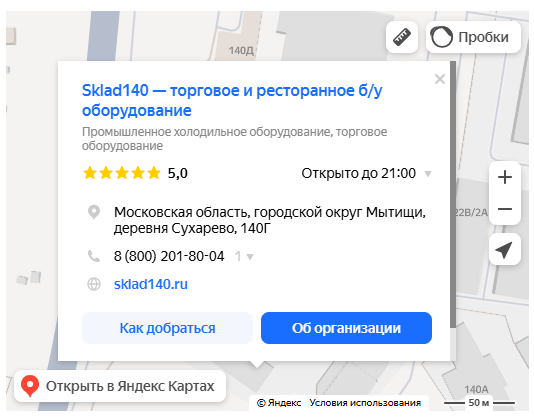 140Д
Пробки
Sklad140 — торговое и ресторанное б/у
оборудование
Промышленное холодильное оборудование, торговое
оборудование
5,0
Открыто до 21:00
Московская область, городской округ Мытищи,
деревня Сухарево, 140Г
22В/2А
8 (800) 201-80-04 1
sklad140.ru
Как добраться
Об организации
Открыть в Яндекс Картах
140А
© Яндекс Условия использования
50 м